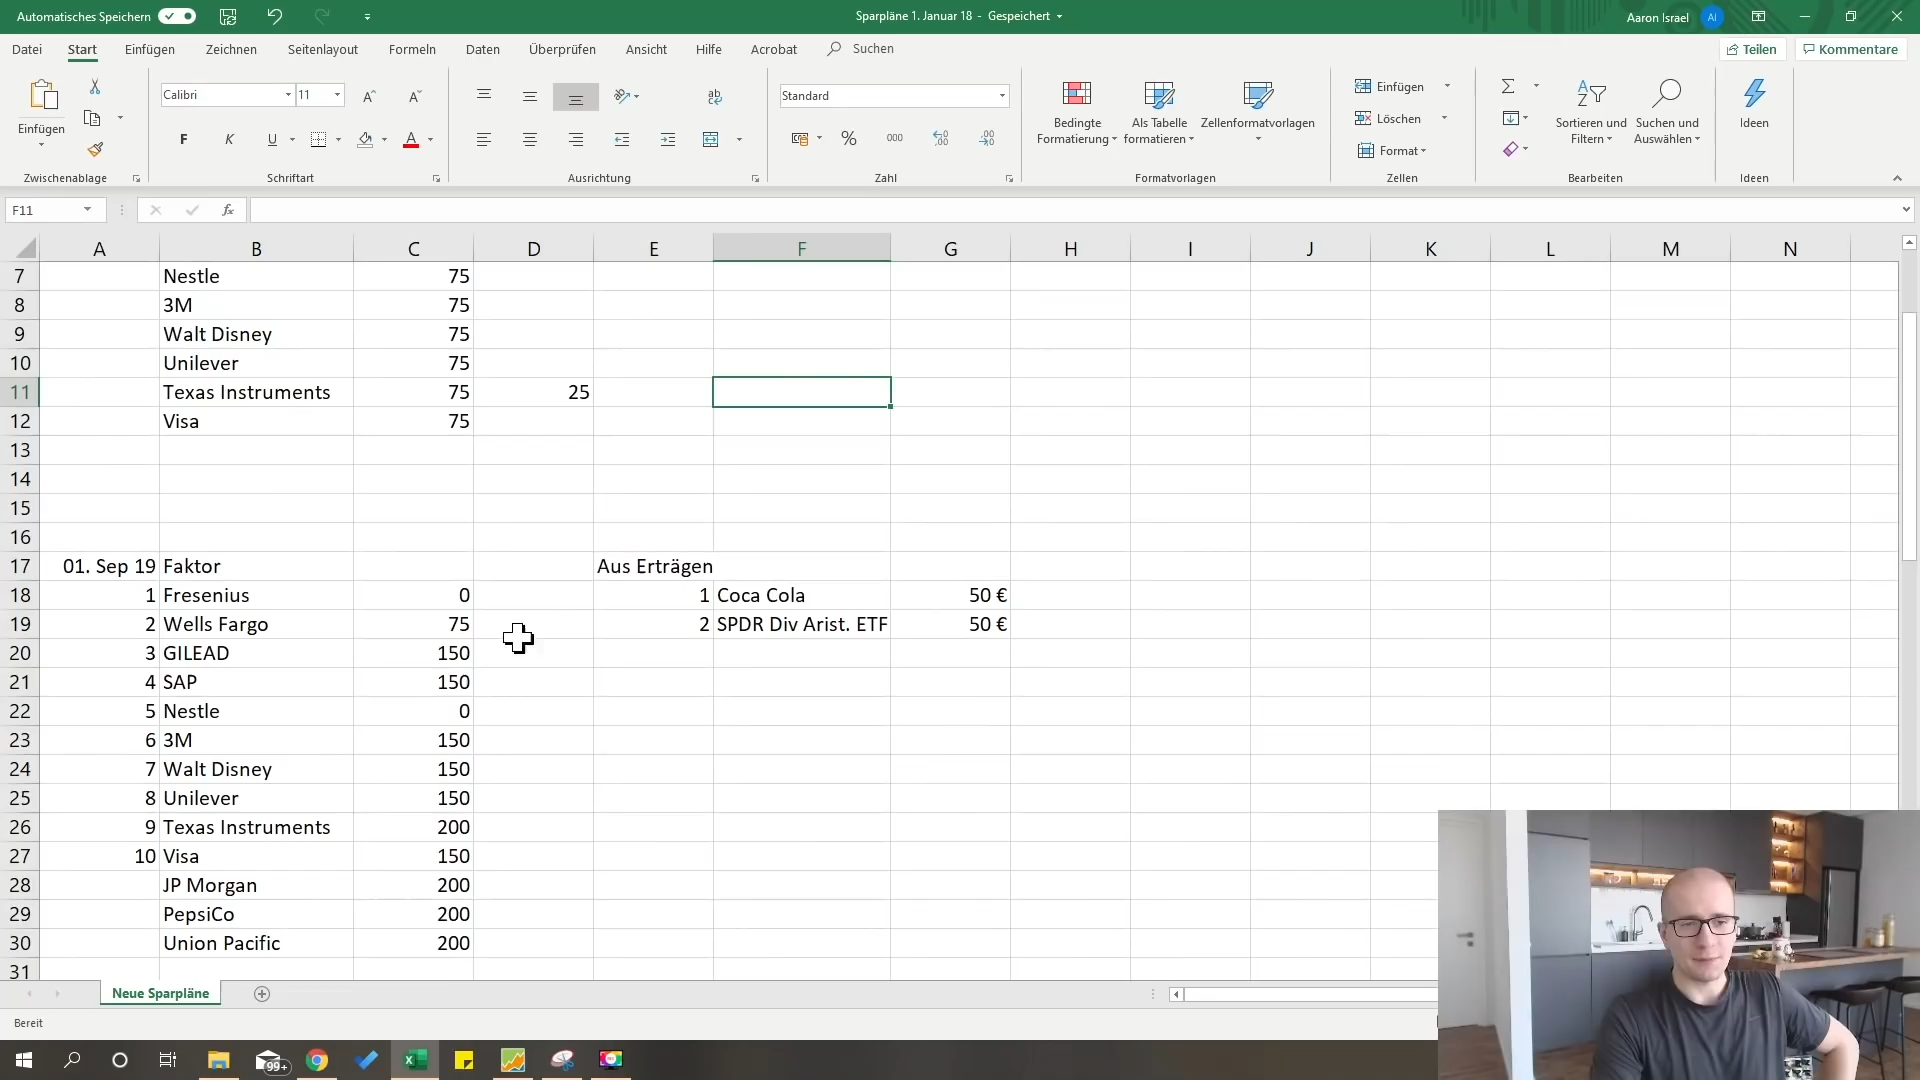 Automatisches Speichern
Sparpläne 1. Januar 18 - Gespeichert
Aaron Israel
AI
Datei Start Einfügen Zeichnen Seitenlayout Formeln Daten Überprüfen Ansicht Hilfe Acrobat Suchen
Teilen Kommentare
Einfügen
Zwischenablage
Calibri 11
F K U A
Schriftart
Ausrichtung
Standard
% 000
Zahl
Bedingte Formatierung
Als Tabelle formatieren
Zellenformatvorlagen
Formatvorlagen
Einfügen
Löschen
Format
Zellen
Sortieren und Filtern
Suchen und Auswählen
Bearbeiten
Ideen
Ideen
F11 fx
A B C D E F G H I J K L M N
7 Nestle 75
8 3M 75
9 Walt Disney 75
10 Unilever 75
11 Texas Instruments 75 25
12 Visa 75
13
14
15
16
17 01. Sep 19 Faktor Aus Erträgen
18 1 Fresenius 0 1 Coca Cola 50 €
19 2 Wells Fargo 75 2 SPDR Div Arist. ETF 50 €
20 3 GILEAD 150
21 4 SAP 150
22 5 Nestle 0
23 6 3M 150
24 7 Walt Disney 150
25 8 Unilever 150
26 9 Texas Instruments 200
27 10 Visa 150
28 JP Morgan 200
29 PepsiCo 200
30 Union Pacific 200
31
Neue Sparpläne
Bereit
99+